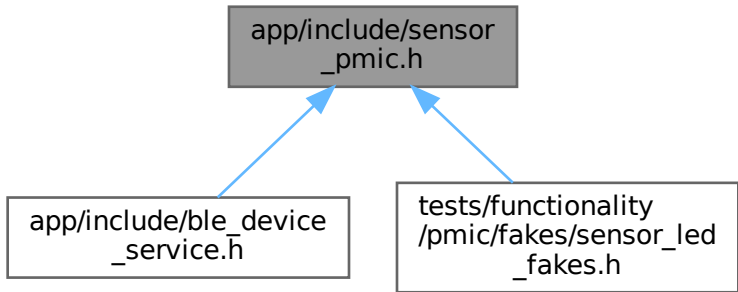 app/include/sensor
_pmic.h
app/include/ble_device
_service.h
tests/functionality
/pmic/fakes/sensor_led
_fakes.h